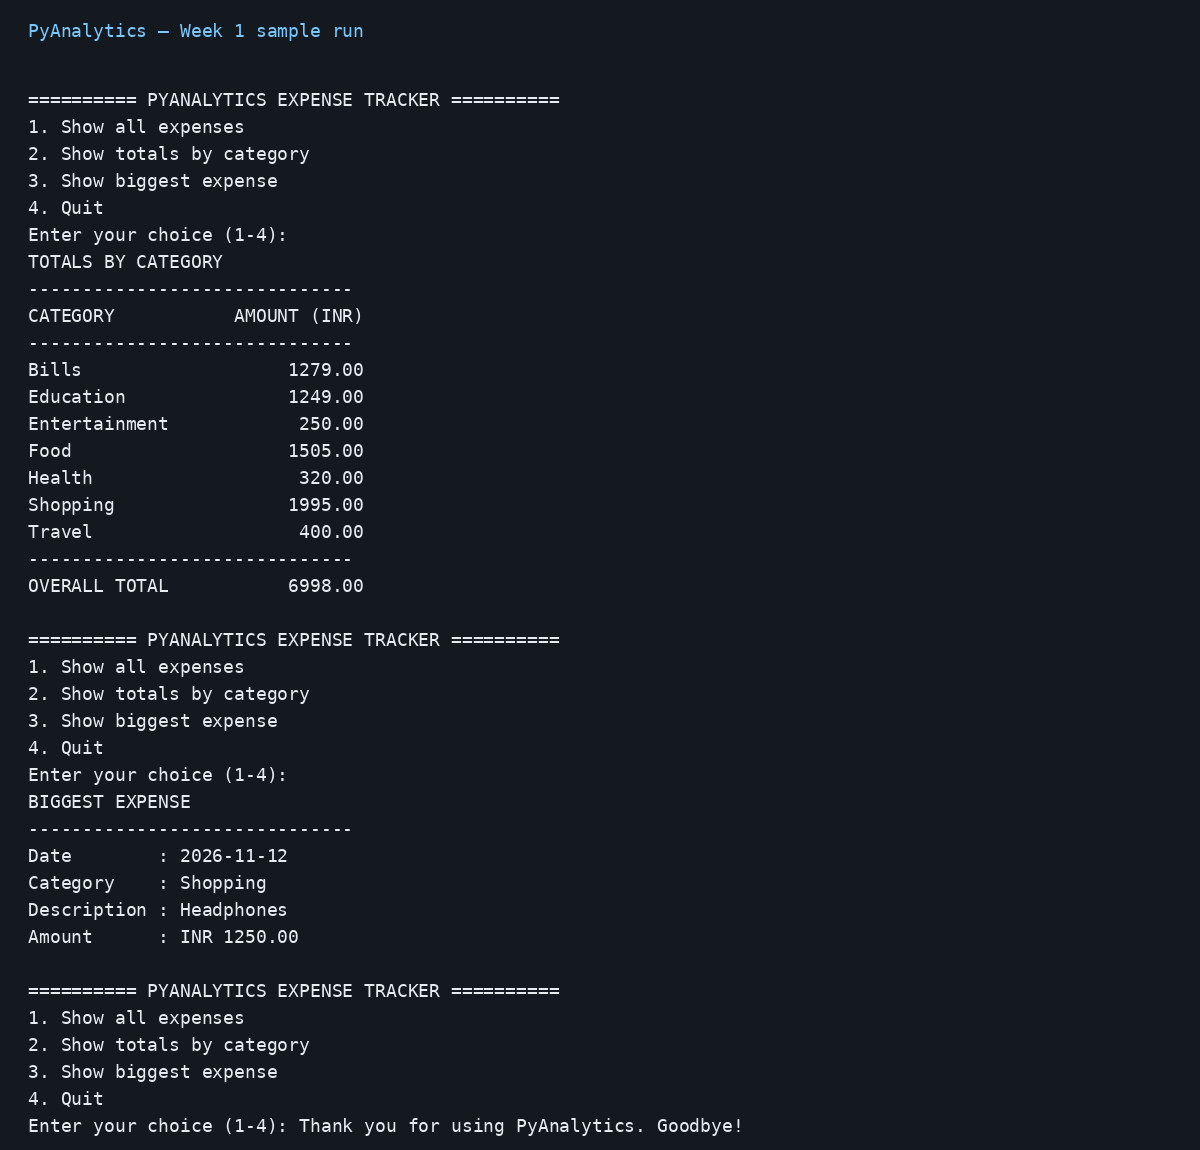 PyAnalytics — Week 1 sample run
========== PYANALYTICS EXPENSE TRACKER ==========
1. Show all expenses
2. Show totals by category
3. Show biggest expense
4. Quit
Enter your choice (1-4):
TOTALS BY CATEGORY
------------------------------
CATEGORY           AMOUNT (INR)
------------------------------
Bills                   1279.00
Education               1249.00
Entertainment            250.00
Food                    1505.00
Health                   320.00
Shopping                1995.00
Travel                   400.00
------------------------------
OVERALL TOTAL           6998.00
========== PYANALYTICS EXPENSE TRACKER ==========
1. Show all expenses
2. Show totals by category
3. Show biggest expense
4. Quit
Enter your choice (1-4):
BIGGEST EXPENSE
------------------------------
Date        : 2026-11-12
Category    : Shopping
Description : Headphones
Amount      : INR 1250.00
========== PYANALYTICS EXPENSE TRACKER ==========
1. Show all expenses
2. Show totals by category
3. Show biggest expense
4. Quit
Enter your choice (1-4): Thank you for using PyAnalytics. Goodbye!